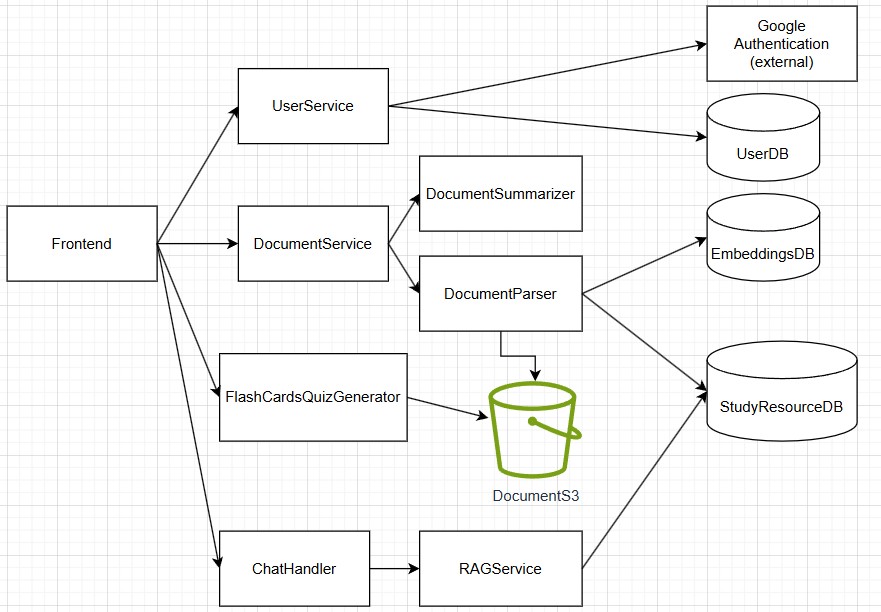 Google
Authentication
(external)
UserService
UserDB
DocumentSummarizer
Frontend
DocumentService
EmbeddingsDB
DocumentParser
FlashCardsQuizGenerator
StudyResourceDB
DocumentS3
ChatHandler
RAGService